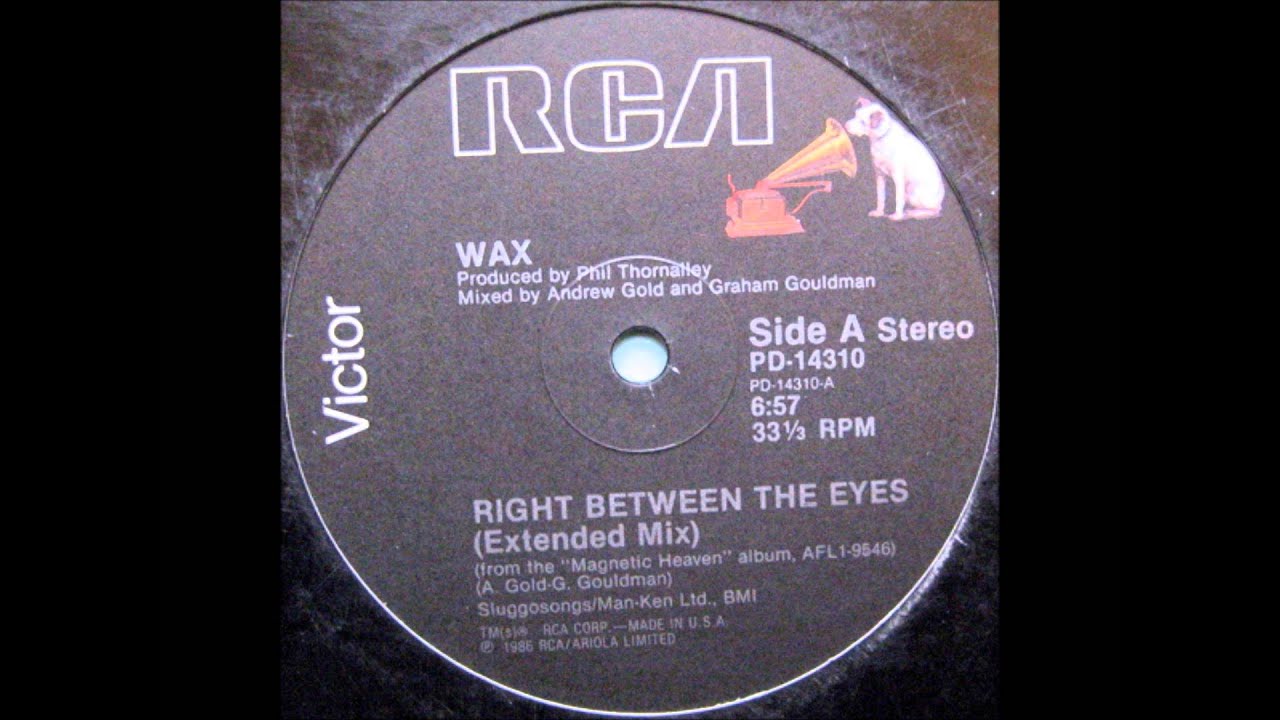 RCA
Victor
WAX
Produced by Phil Thornalley
Mixed by Andrew Gold and Graham Gouldman
Side A Stereo
PD-14310
PD-14310-A
6:57
33⅓ RPM
RIGHT BETWEEN THE EYES
(Extended Mix)
(from the "Magnetic Heaven" album, AFL1-9546)
(A. Gold-G. Gouldman)
Sluggosongs/Man-Ken Ltd., BMI
TM(s)® RCA CORP.—MADE IN U.S.A.
℗ 1986 RCA/ARIOLA LIMITED